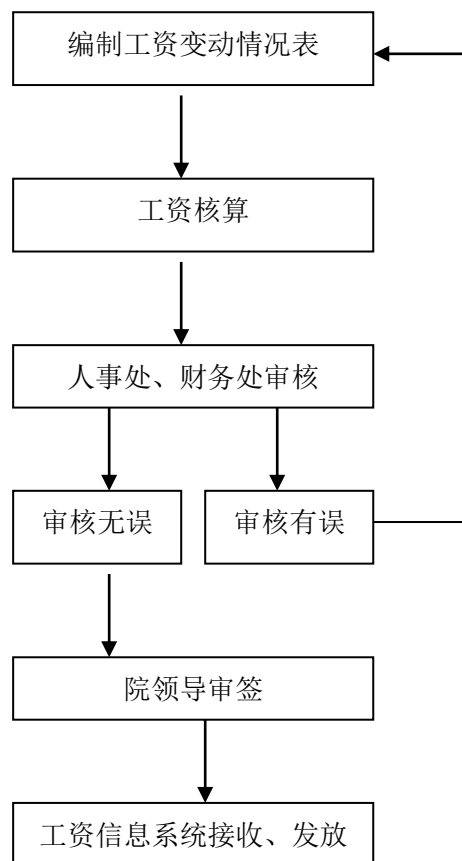 编制工资变动情况表
工资核算
人事处、财务处审核
审核无误
审核有误
院领导审签
工资信息系统接收、发放